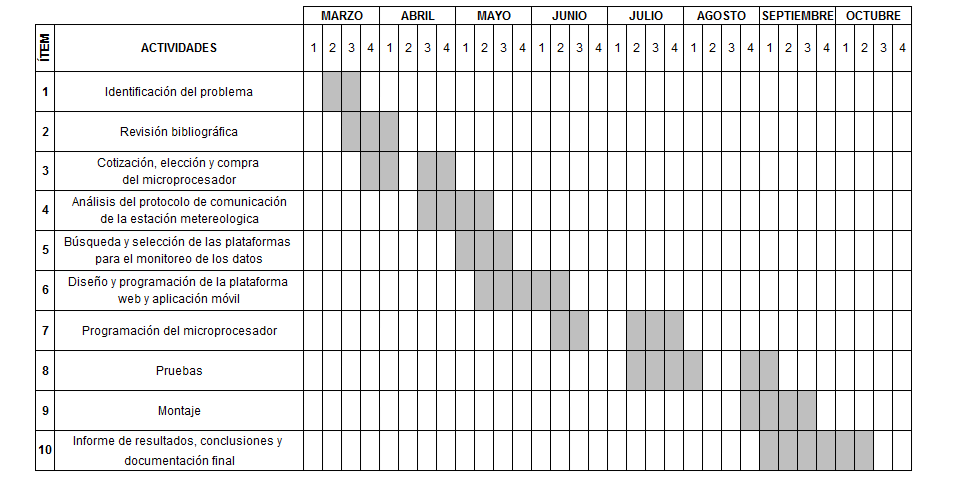 MARZO ABRIL MAYO JUNIO JULIO AGOSTO SEPTIEMBRE OCTUBRE
ÍTEM ACTIVIDADES 1 2 3 4 1 2 3 4 1 2 3 4 1 2 3 4 1 2 3 4 1 2 3 4 1 2 3 4 1 2 3 4
1 Identificación del problema
2 Revisión bibliográfica
3 Cotización, elección y compra
del microprocesador
4 Análisis del protocolo de comunicación
de la estación metereologica
5 Búsqueda y selección de las plataformas
para el monitoreo de los datos
6 Diseño y programación de la plataforma
web y aplicación móvil
7 Programación del microprocesador
8 Pruebas
9 Montaje
10 Informe de resultados, conclusiones y
documentación final